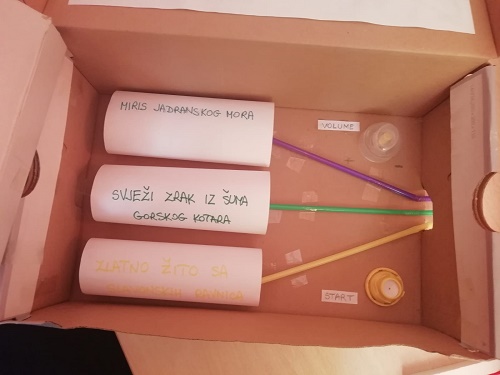 MIRIS JADRANSKOG MORA
VOLUME
SVJEŽI ZRAK IZ ŠUMA
GORSKOG KOTARA
ZLATNO ŽITO SA
START